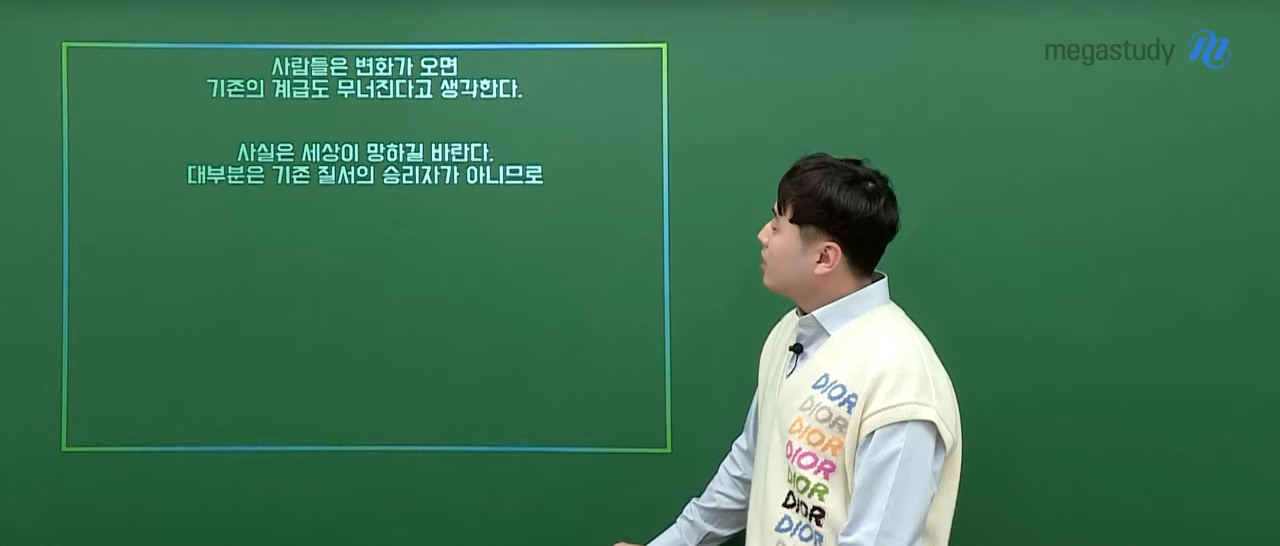 megastudy
사람들은 변화가 오면
기존의 계급도 무너진다고 생각한다.
사실은 세상이 망하길 바란다.
대부분은 기존 질서의 승리자가 아니므로
DIOR
DIOR
DIOR
DIOR
DIOR
DIOR
DIOR